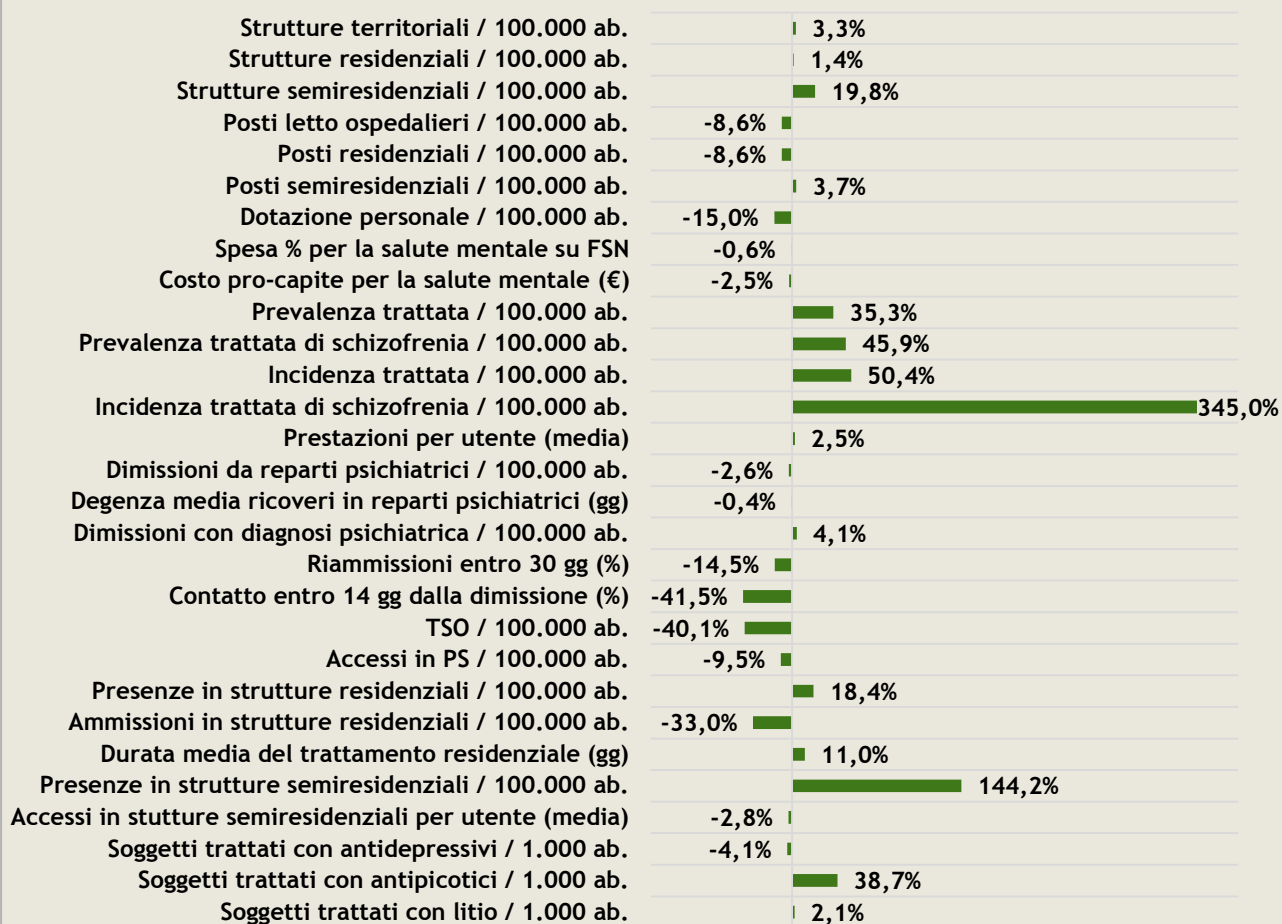 Strutture territoriali / 100.000 ab. 3,3%
Strutture residenziali / 100.000 ab. 1,4%
Strutture semiresidenziali / 100.000 ab. 19,8%
Posti letto ospedalieri / 100.000 ab. -8,6%
Posti residenziali / 100.000 ab. -8,6%
Posti semiresidenziali / 100.000 ab. 3,7%
Dotazione personale / 100.000 ab. -15,0%
Spesa % per la salute mentale su FSN -0,6%
Costo pro-capite per la salute mentale (€) -2,5%
Prevalenza trattata / 100.000 ab. 35,3%
Prevalenza trattata di schizofrenia / 100.000 ab. 45,9%
Incidenza trattata / 100.000 ab. 50,4%
Incidenza trattata di schizofrenia / 100.000 ab. 345,0%
Prestazioni per utente (media) 2,5%
Dimissioni da reparti psichiatrici / 100.000 ab. -2,6%
Degenza media ricoveri in reparti psichiatrici (gg) -0,4%
Dimissioni con diagnosi psichiatrica / 100.000 ab. 4,1%
Riammissioni entro 30 gg (%) -14,5%
Contatto entro 14 gg dalla dimissione (%) -41,5%
TSO / 100.000 ab. -40,1%
Accessi in PS / 100.000 ab. -9,5%
Presenze in strutture residenziali / 100.000 ab. 18,4%
Ammissioni in strutture residenziali / 100.000 ab. -33,0%
Durata media del trattamento residenziale (gg) 11,0%
Presenze in strutture semiresidenziali / 100.000 ab. 144,2%
Accessi in stutture semiresidenziali per utente (media) -2,8%
Soggetti trattati con antidepressivi / 1.000 ab. -4,1%
Soggetti trattati con antipicotici / 1.000 ab. 38,7%
Soggetti trattati con litio / 1.000 ab. 2,1%